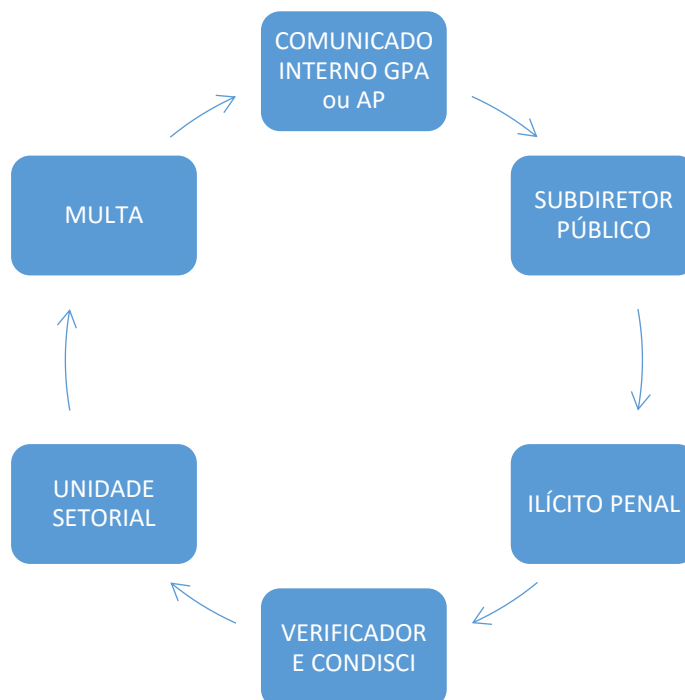 COMUNICADO
INTERNO GPA
ou AP
SUBDIRETOR
PÚBLICO
ILÍCITO PENAL
VERIFICADOR
E CONDISCI
UNIDADE
SETORIAL
MULTA